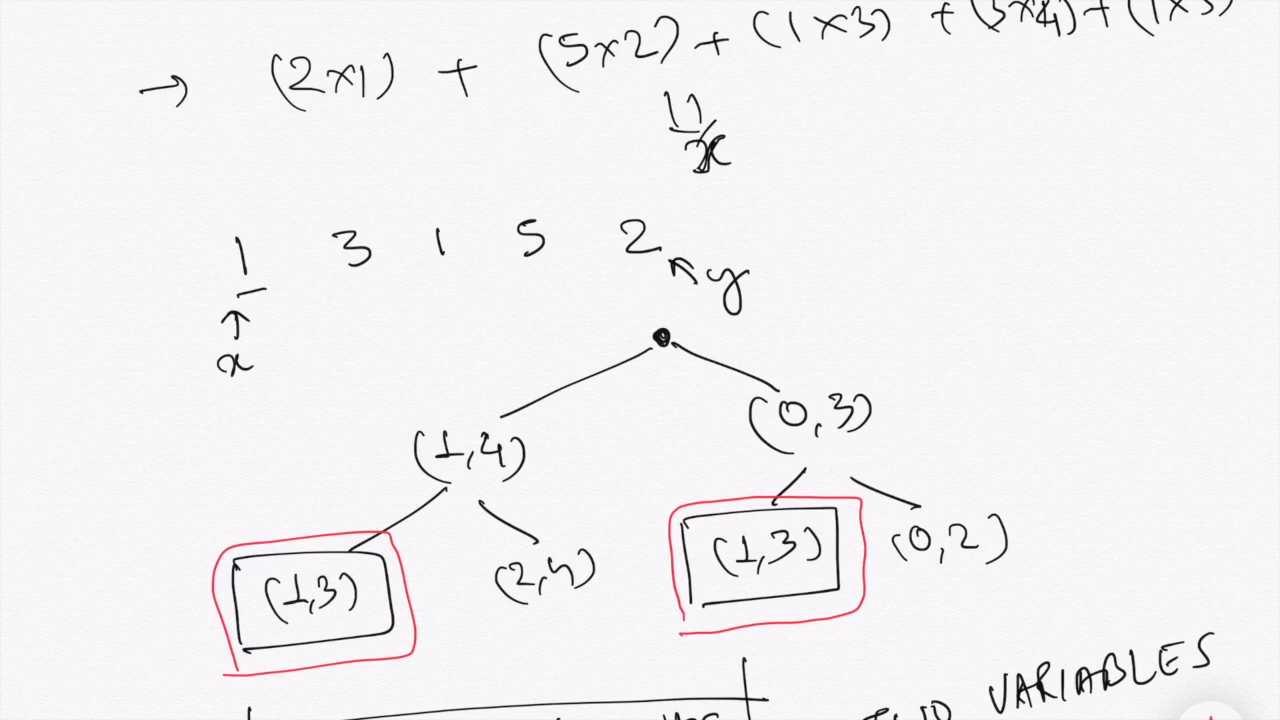 → (2×1) + (5×2) + (1×3) + (3×4) + (1×5)
11
x
1 3 1 5 2 y
x
(1,4) (0,3)
(1,3) (2,4) (1,3) (0,2)
VARIABLES